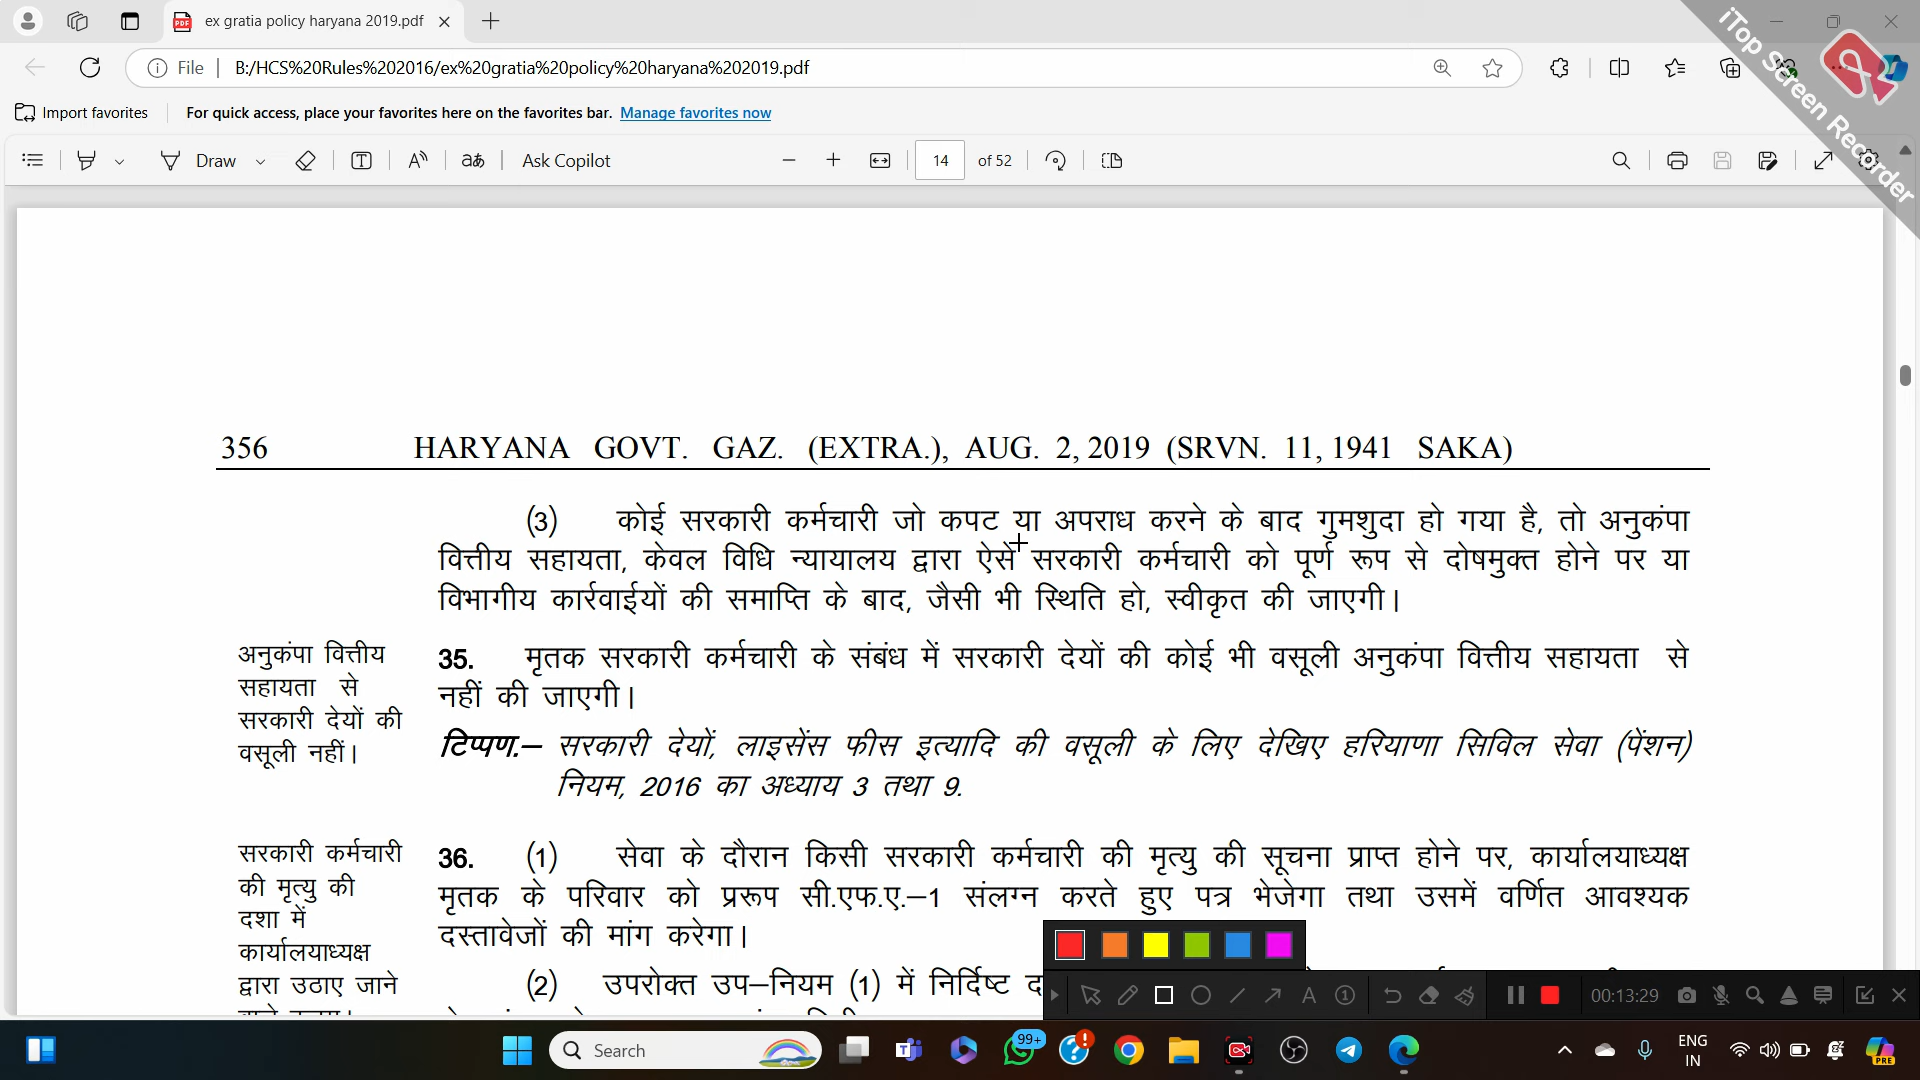 ex gratia policy haryana 2019.pdf
File
B:/HCS%20Rules%202016/ex%20gratia%20policy%20haryana%202019.pdf
Import favorites
For quick access, place your favorites here on the favorites bar. Manage favorites now
Draw
Ask Copilot
14 of 52
iTop Screen Recorder
356 HARYANA GOVT. GAZ. (EXTRA.), AUG. 2, 2019 (SRVN. 11, 1941 SAKA)
(3) कोई सरकारी कर्मचारी जो कपट या अपराध करने के बाद गुमशुदा हो गया है, तो अनुकंपा
वित्तीय सहायता, केवल विधि न्यायालय द्वारा ऐसे सरकारी कर्मचारी को पूर्ण रूप से दोषमुक्त होने पर या
विभागीय कार्रवाईयों की समाप्ति के बाद, जैसी भी स्थिति हो, स्वीकृत की जाएगी।
अनुकंपा वित्तीय
सहायता से
सरकारी देयों की
वसूली नहीं।
35. मृतक सरकारी कर्मचारी के संबंध में सरकारी देयों की कोई भी वसूली अनुकंपा वित्तीय सहायता से
नहीं की जाएगी।
टिप्पण.— सरकारी देयों, लाइसेंस फीस इत्यादि की वसूली के लिए देखिए हरियाणा सिविल सेवा (पेंशन)
नियम, 2016 का अध्याय 3 तथा 9.
सरकारी कर्मचारी
की मृत्यु की
दशा में
कार्यालयाध्यक्ष
द्वारा उठाए जाने
36. (1) सेवा के दौरान किसी सरकारी कर्मचारी की मृत्यु की सूचना प्राप्त होने पर, कार्यालयाध्यक्ष
मृतक के परिवार को प्ररूप सी.एफ.ए.—1 संलग्न करते हुए पत्र भेजेगा तथा उसमें वर्णित आवश्यक
दस्तावेजों की मांग करेगा।
(2) उपरोक्त उप—नियम (1) में निर्दिष्ट
00:13:29
Search
99+
ENG
IN
PRE